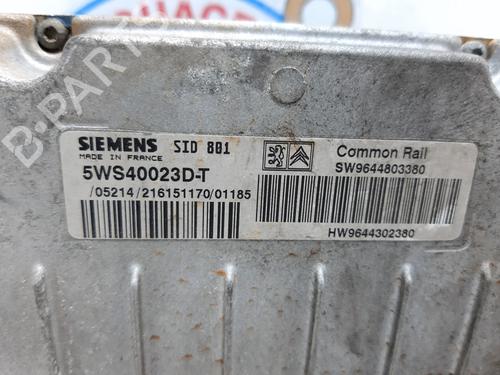 B-PARTS
SIEMENS SID 801
MADE IN FRANCE
5WS40023D-T
/05214/216151170/01185
Common Rail
SW9644803380
HW9644302380